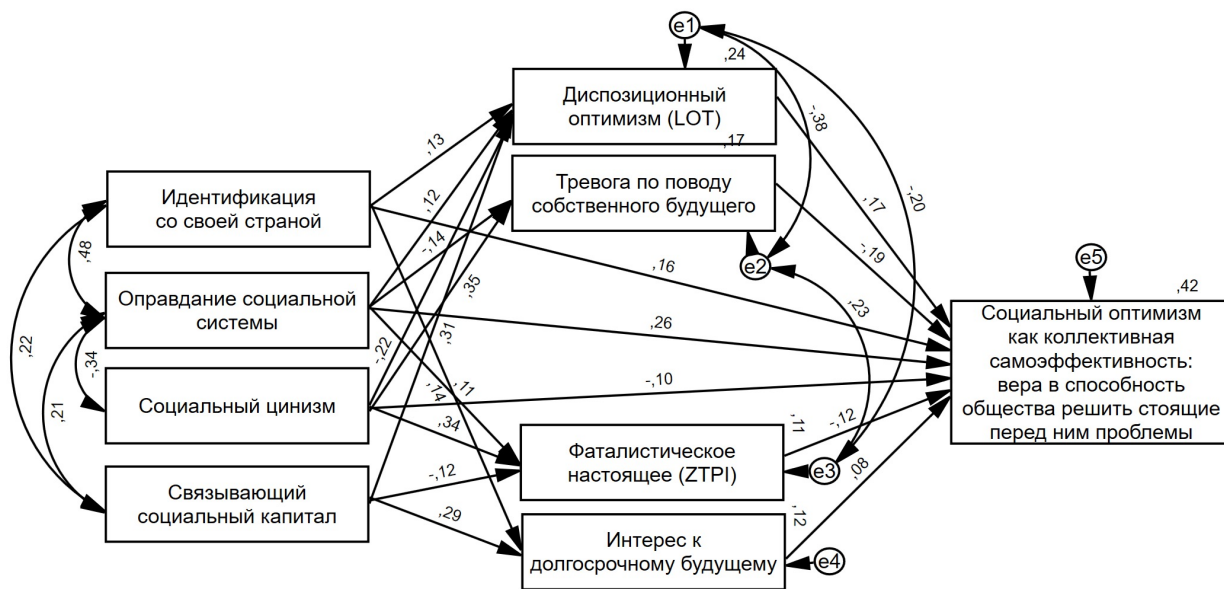 e1
,24
Диспозиционный
оптимизм (LOT)
-,38
,13
,17
Тревога по поводу
собственного будущего
Идентификация
со своей страной
,12
,17
-,20
-,14
-,19
,48
,16
e2
e5
,35
Оправдание социальной
системы
,31
,23
,42
,26
Социальный оптимизм
как коллективная
самоэффективность:
вера в способность
общества решить стоящие
перед ним проблемы
,22
-,34
-,22
,21
Социальный цинизм
,14
,11
-,10
,34
,11
-,12
Фаталистическое
настоящее (ZTPI)
e3
-,12
,08
Связывающий
социальный капитал
,29
,12
Интерес к
долгосрочному будущему
e4